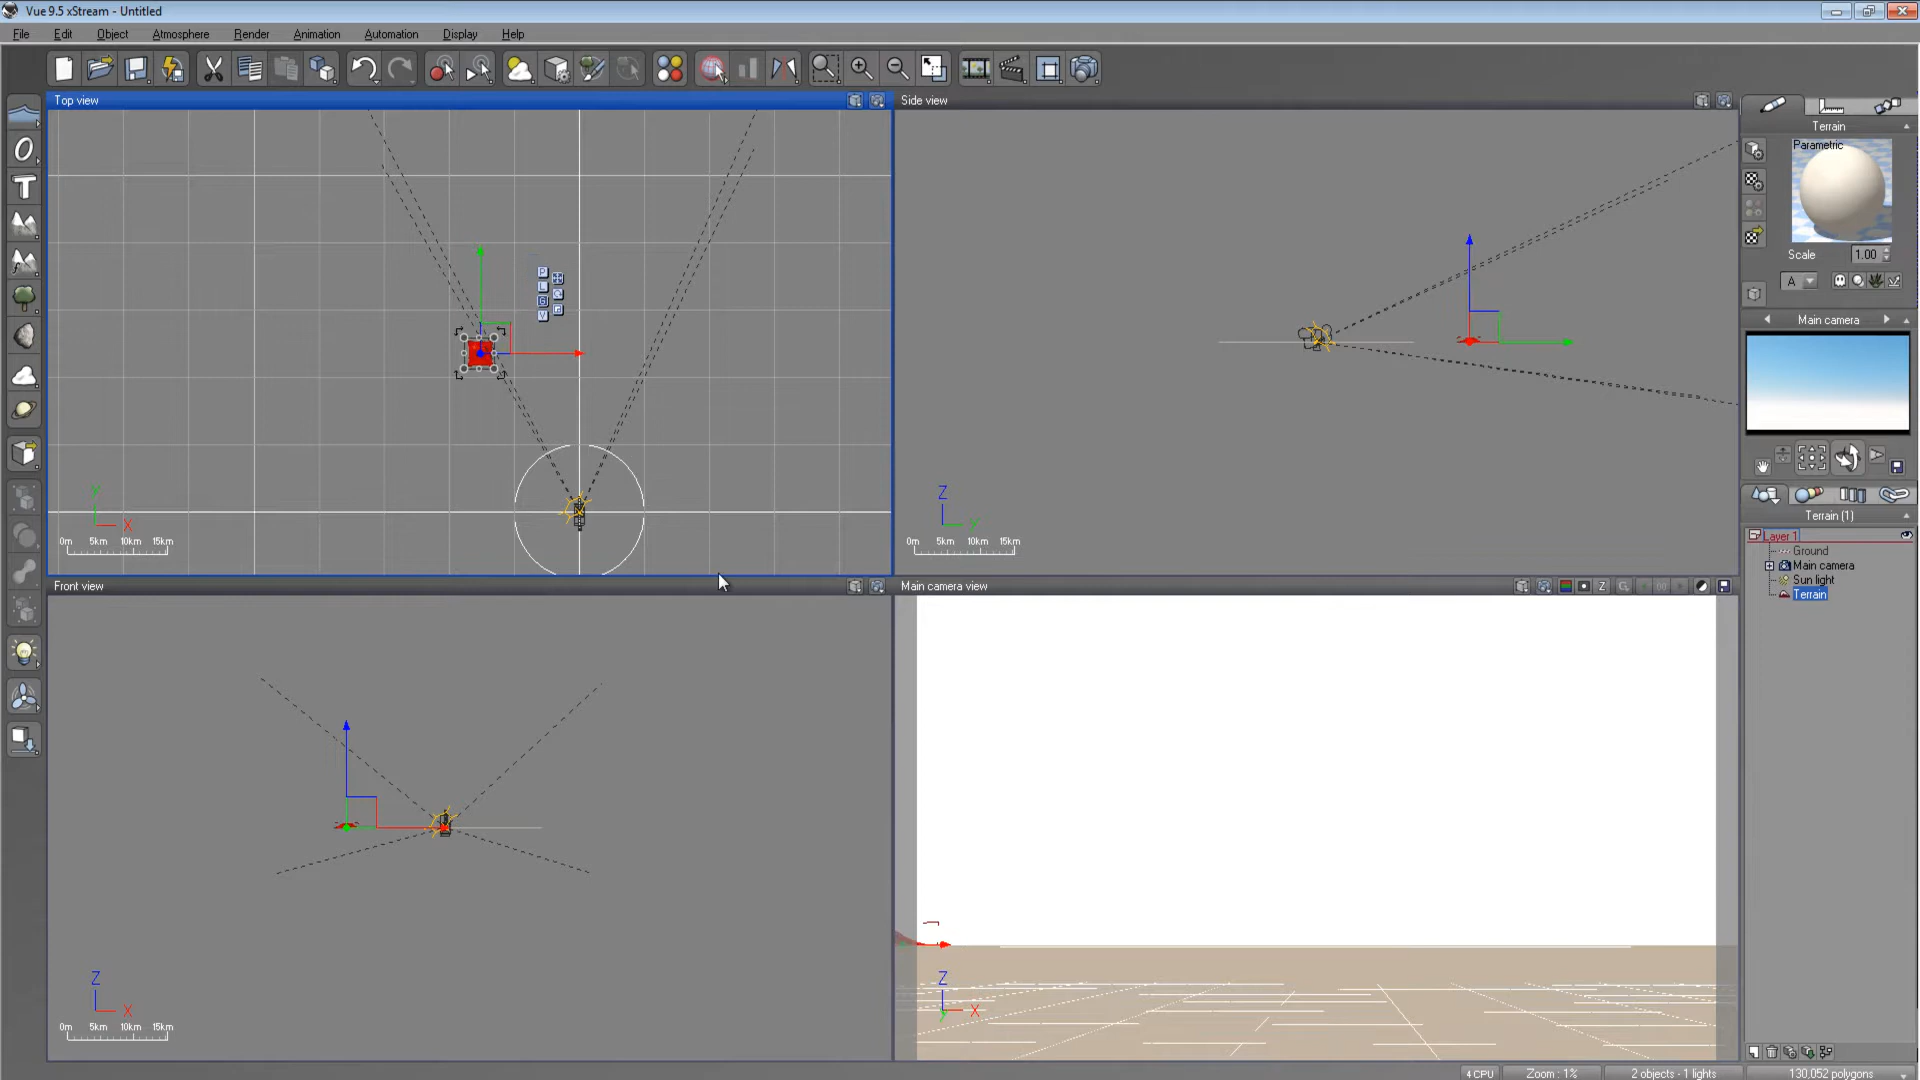 Vue 9.5 xStream - Untitled
File Edit Object Atmosphere Render Animation Automation Display Help
Top view
Side view
Terrain
Parametric
Scale 1.00
A
Main camera
P
L
G
V
Y
X
0m 5km 10km 15km
Z
Y
0m 5km 10km 15km
Terrain (1)
Layer 1
Ground
Main camera
Sun light
Terrain
Front view
Main camera view
Z
Z
X
0m 5km 10km 15km
Z
X
Y
4 CPU
Zoom : 1%
2 objects - 1 lights
130,052 polygons